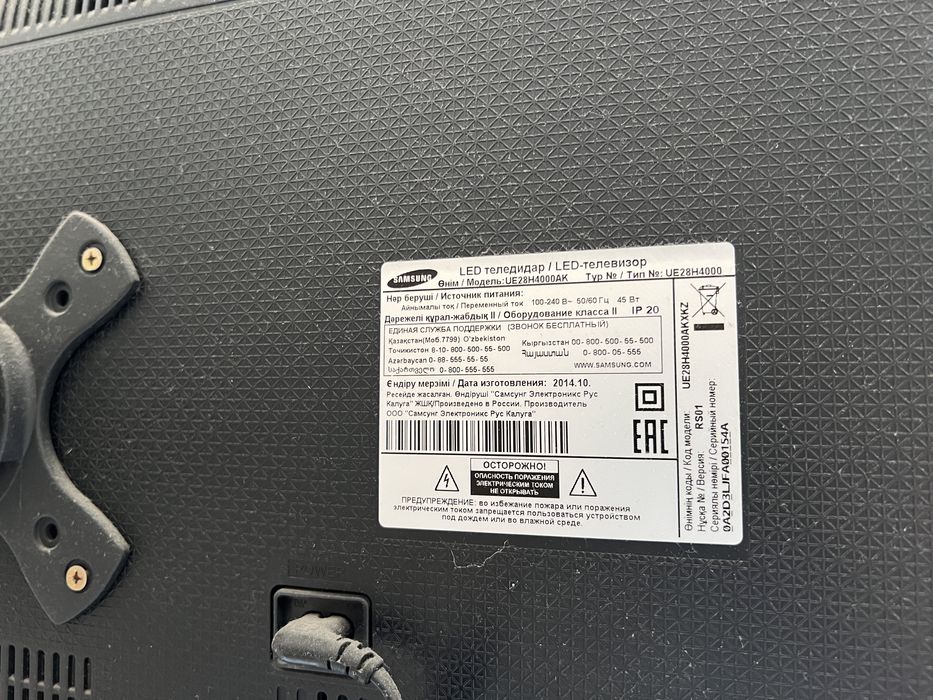 SAMSUNG
LED теледидар / LED-телевизор
Өнім / Модель:UE28H4000AK Түр № / Тип №: UE28H4000
Нәр беруші / Источник питания:
Айнымалы ток / Переменный ток 100-240 В~ 50/60 Гц 45 Вт
Дәрежелі құрал-жабдық II / Оборудование класса II IP 20
ЕДИНАЯ СЛУЖБА ПОДДЕРЖКИ (ЗВОНОК БЕСПЛАТНЫЙ)
Қазақстан(Моб.7799) O'zbekiston
Тоҷикистон 8-10-800-500-55-500
Кыргызстан 00-800-500-55-500
Azərbaycan 0-88-555-55-55
Հայաստան 0-800-05-555
საქართველო 0-800-555-555
WWW.SAMSUNG.COM
Өндіру мерзімі / Дата изготовления: 2014.10.
Ресейде жасалған. Өндіруші "Самсунг Электроникс Рус
Калуга" ЖШҚ/Произведено в России. Производитель
ООО "Самсунг Электроникс Рус Калуга"
EAC
ОСТОРОЖНО!
ОПАСНОСТЬ ПОРАЖЕНИЯ
ЭЛЕКТРИЧЕСКИМ ТОКОМ
НЕ ОТКРЫВАТЬ
ПРЕДУПРЕЖДЕНИЕ: во избежание пожара или поражения
электрическим током запрещается пользоваться устройством
под дождем или во влажной среде.
Өнімнің коды / Код модели:
UE28H4000AKXKZ
Нұсқа № / Версия: RS01
Сериялы нөмірі / Серийный номер:
0A2D3LJFA00154A